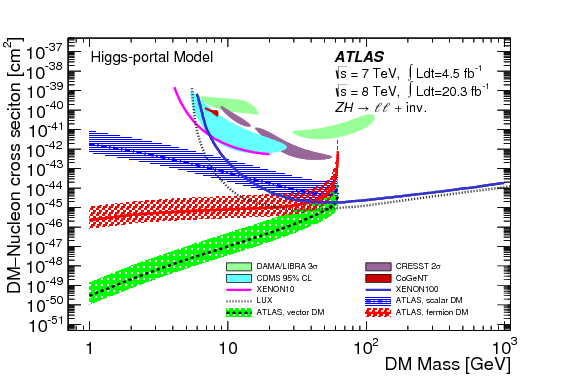 Higgs-portal Model
ATLAS
√s = 7 TeV, ∫ Ldt=4.5 fb⁻¹
√s = 8 TeV, ∫ Ldt=20.3 fb⁻¹
ZH → ℓℓ + inv.
DM–Nucleon cross seciton [cm²]
10⁻³⁷
10⁻³⁸
10⁻³⁹
10⁻⁴⁰
10⁻⁴¹
10⁻⁴²
10⁻⁴³
10⁻⁴⁴
10⁻⁴⁵
10⁻⁴⁶
10⁻⁴⁷
10⁻⁴⁸
10⁻⁴⁹
10⁻⁵⁰
10⁻⁵¹
DAMA/LIBRA 3σ
CRESST 2σ
CDMS 95% CL
CoGeNT
XENON10
XENON100
LUX
ATLAS, scalar DM
ATLAS, vector DM
ATLAS, fermion DM
1 10 10² 10³
DM Mass [GeV]